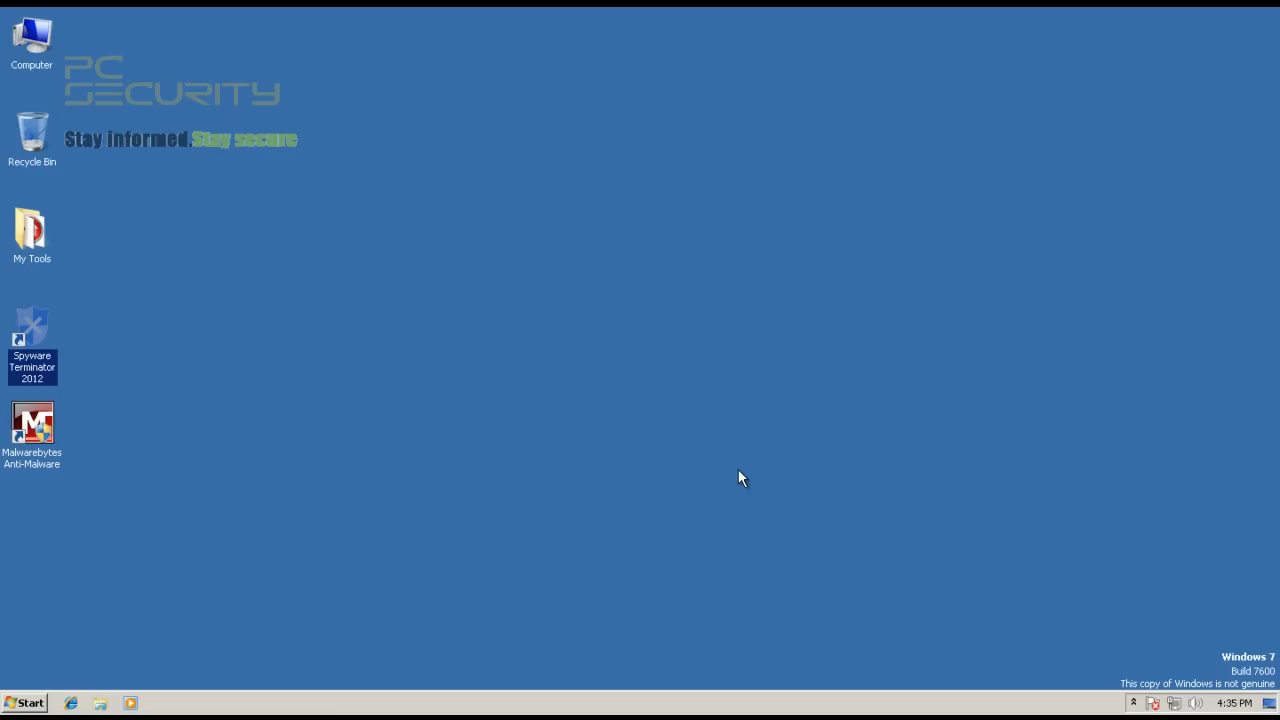 Computer
PC
SECURITY
Stay informed.Stay secure
Recycle Bin
My Tools
Spyware
Terminator
2012
Malwarebytes
Anti-Malware
Windows 7
Build 7600
This copy of Windows is not genuine
Start
4:35 PM